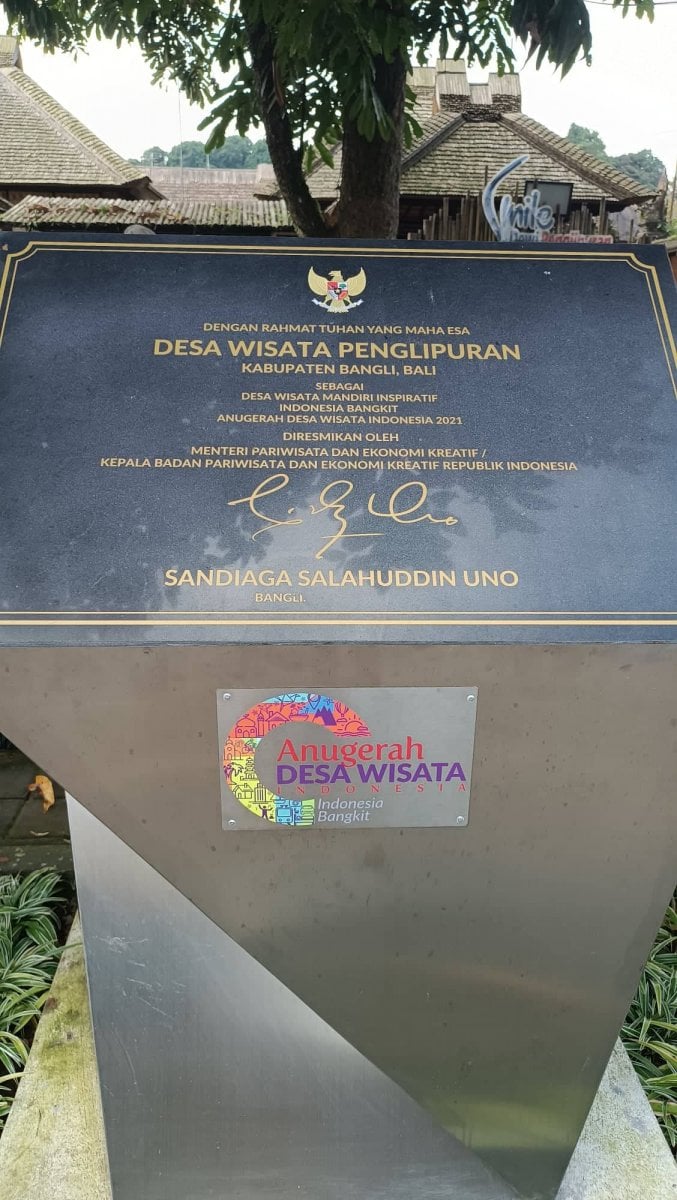 DENGAN RAHMAT TUHAN YANG MAHA ESA
DESA WISATA PENGLIPURAN
KABUPATEN BANGLI, BALI
SEBAGAI
DESA WISATA MANDIRI INSPIRATIF
INDONESIA BANGKIT
ANUGERAH DESA WISATA INDONESIA 2021
DIRESMIKAN OLEH
MENTERI PARIWISATA DAN EKONOMI KREATIF /
KEPALA BADAN PARIWISATA DAN EKONOMI KREATIF REPUBLIK INDONESIA
SANDIAGA SALAHUDDIN UNO
BANGLI.
Anugerah
DESA WISATA
INDONESIA
Indonesia
Bangkit